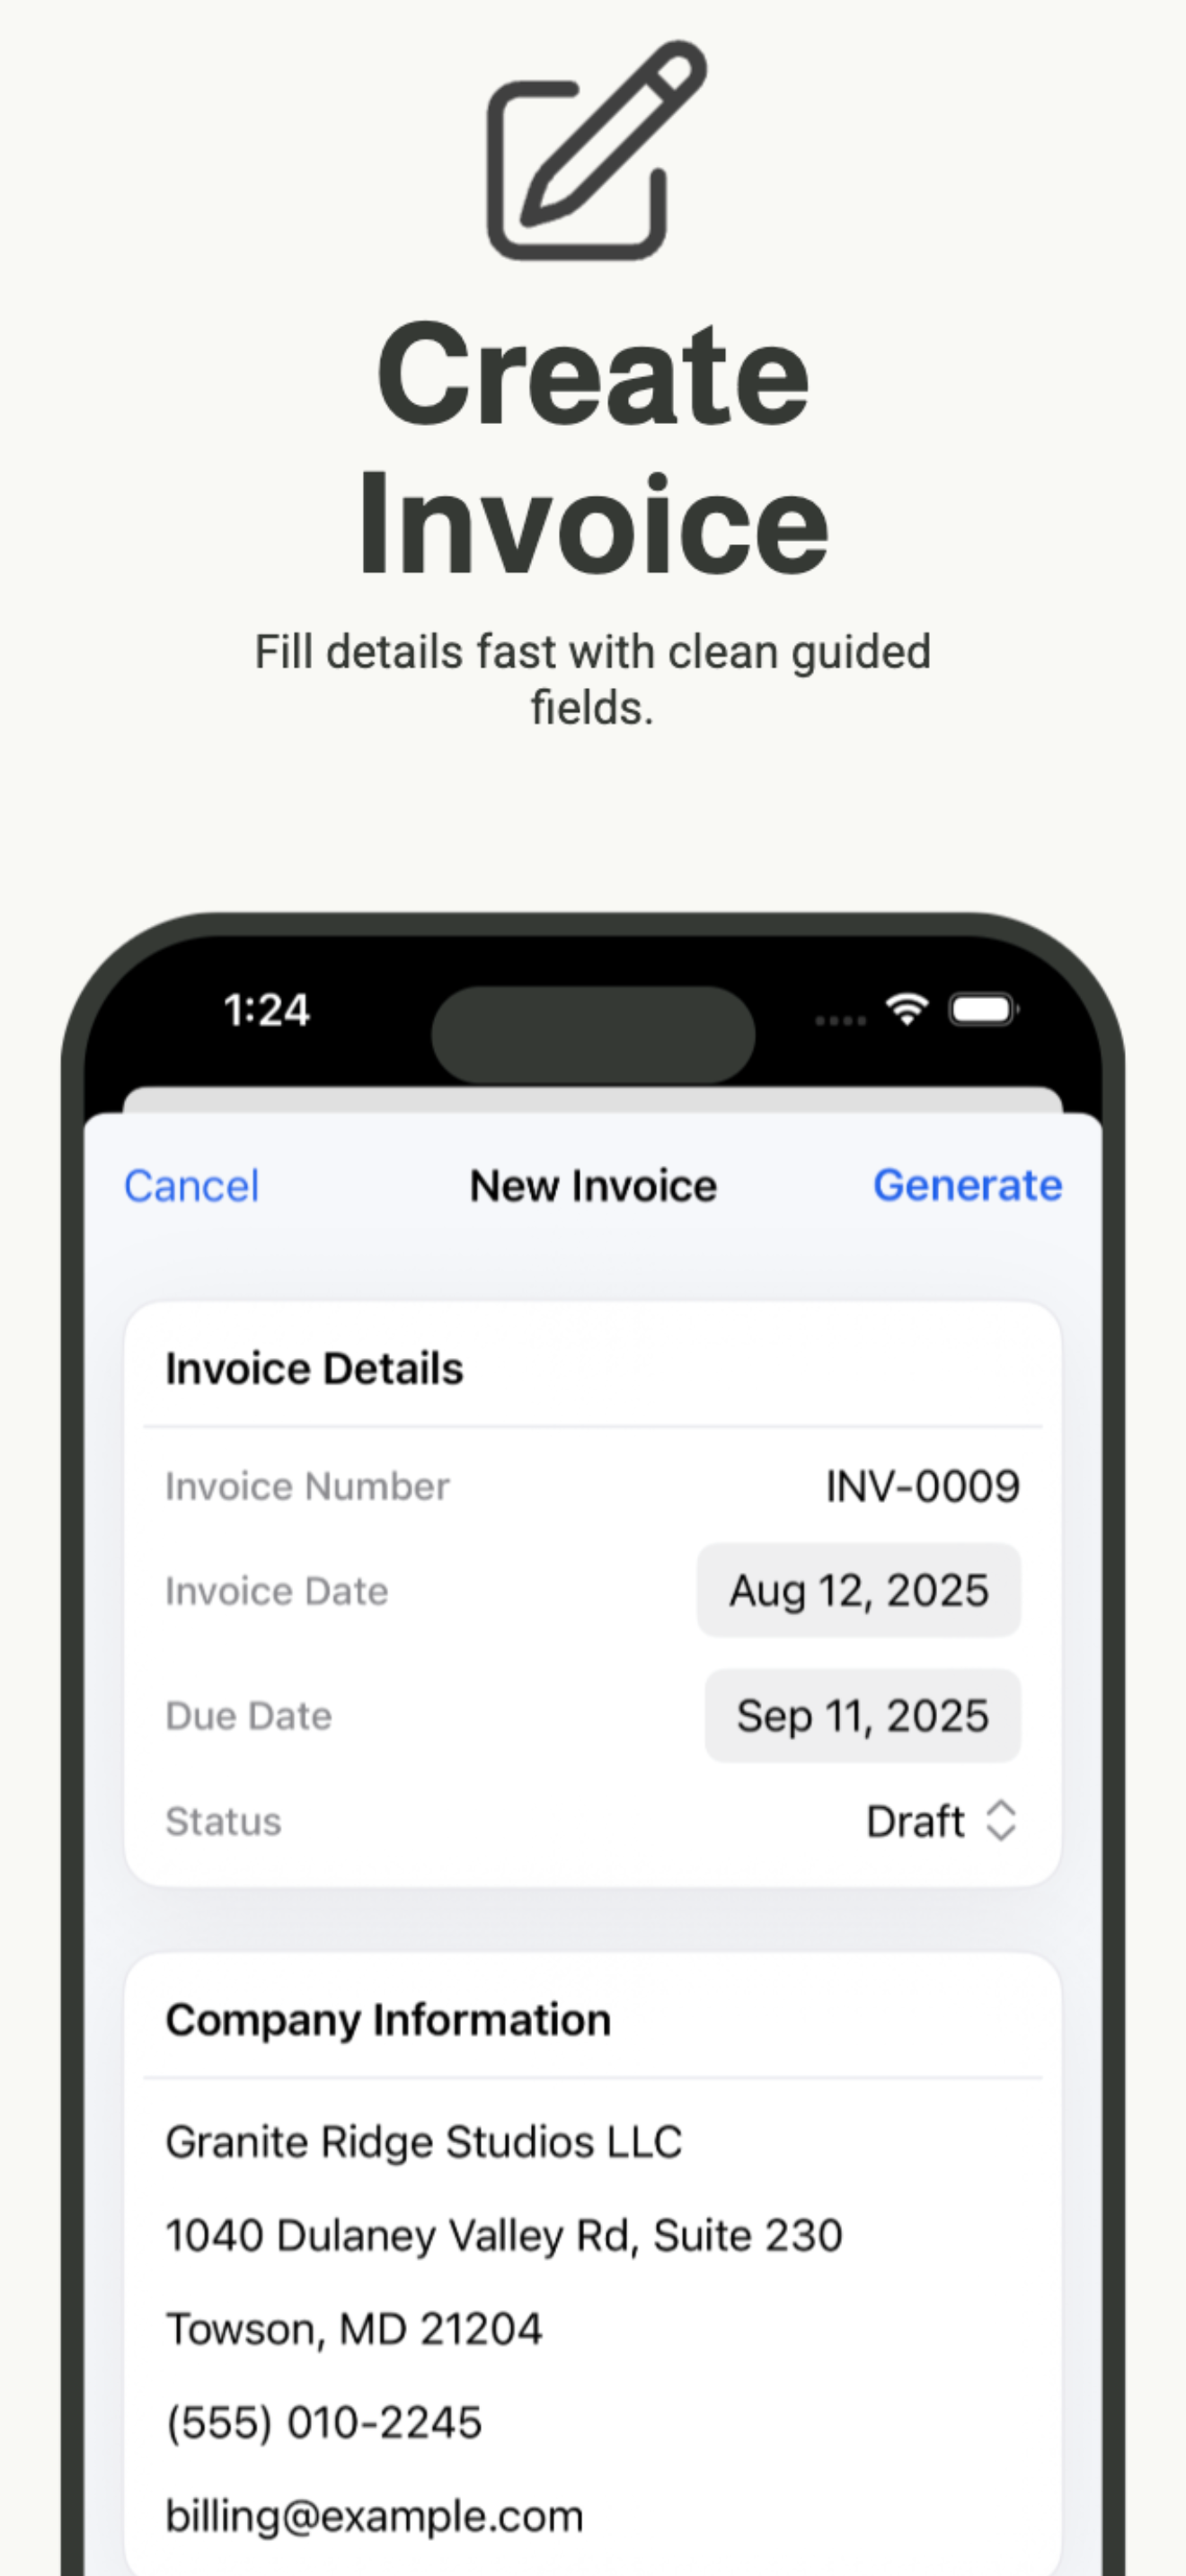 Create
Invoice
Fill details fast with clean guided
fields.
1:24
Cancel New Invoice Generate
Invoice Details
Invoice Number INV-0009
Invoice Date Aug 12, 2025
Due Date Sep 11, 2025
Status Draft
Company Information
Granite Ridge Studios LLC
1040 Dulaney Valley Rd, Suite 230
Towson, MD 21204
(555) 010-2245
billing@example.com